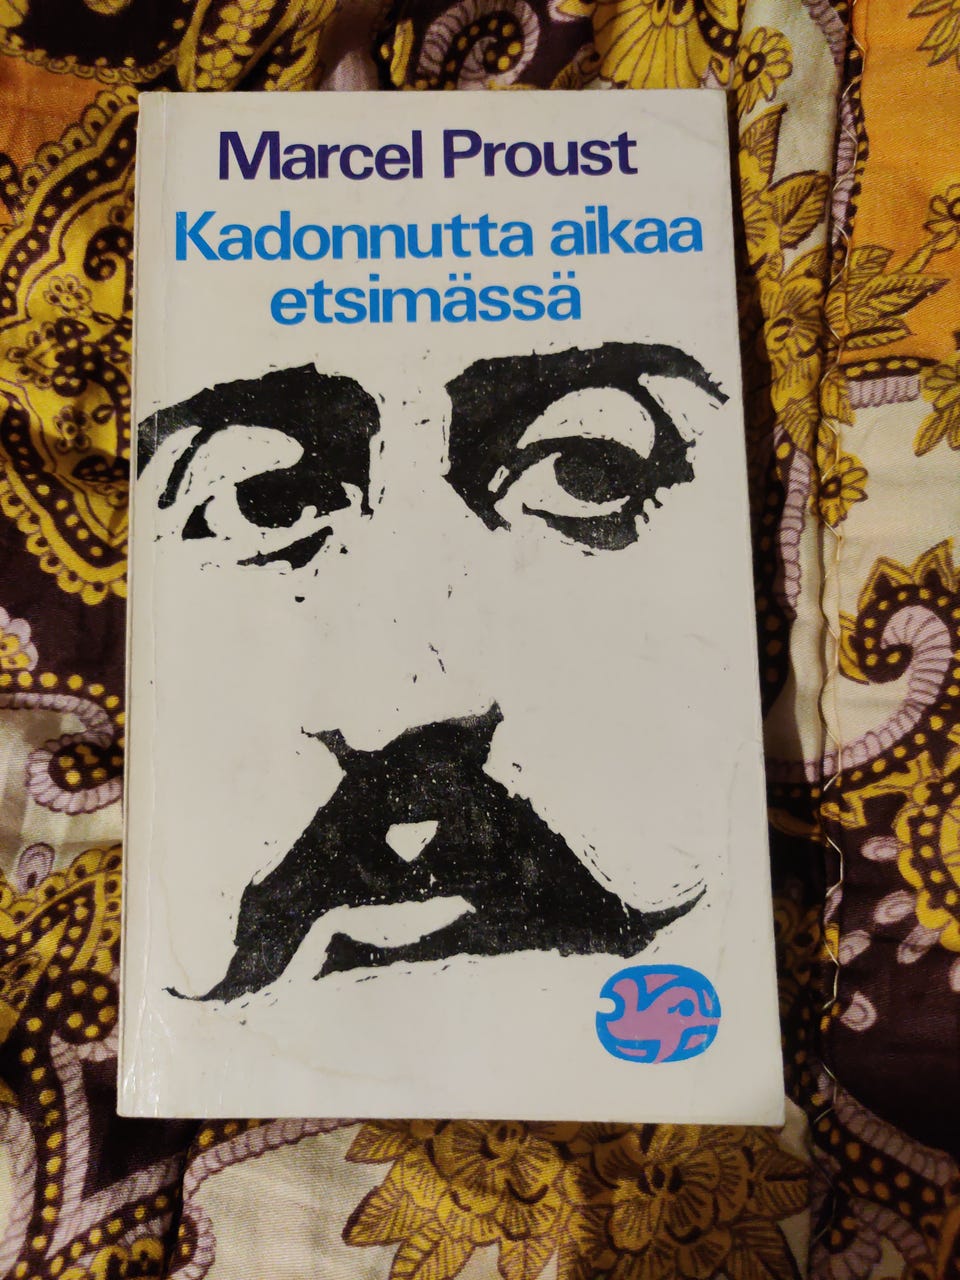 Marcel Proust
Kadonnutta aikaa
etsimässä